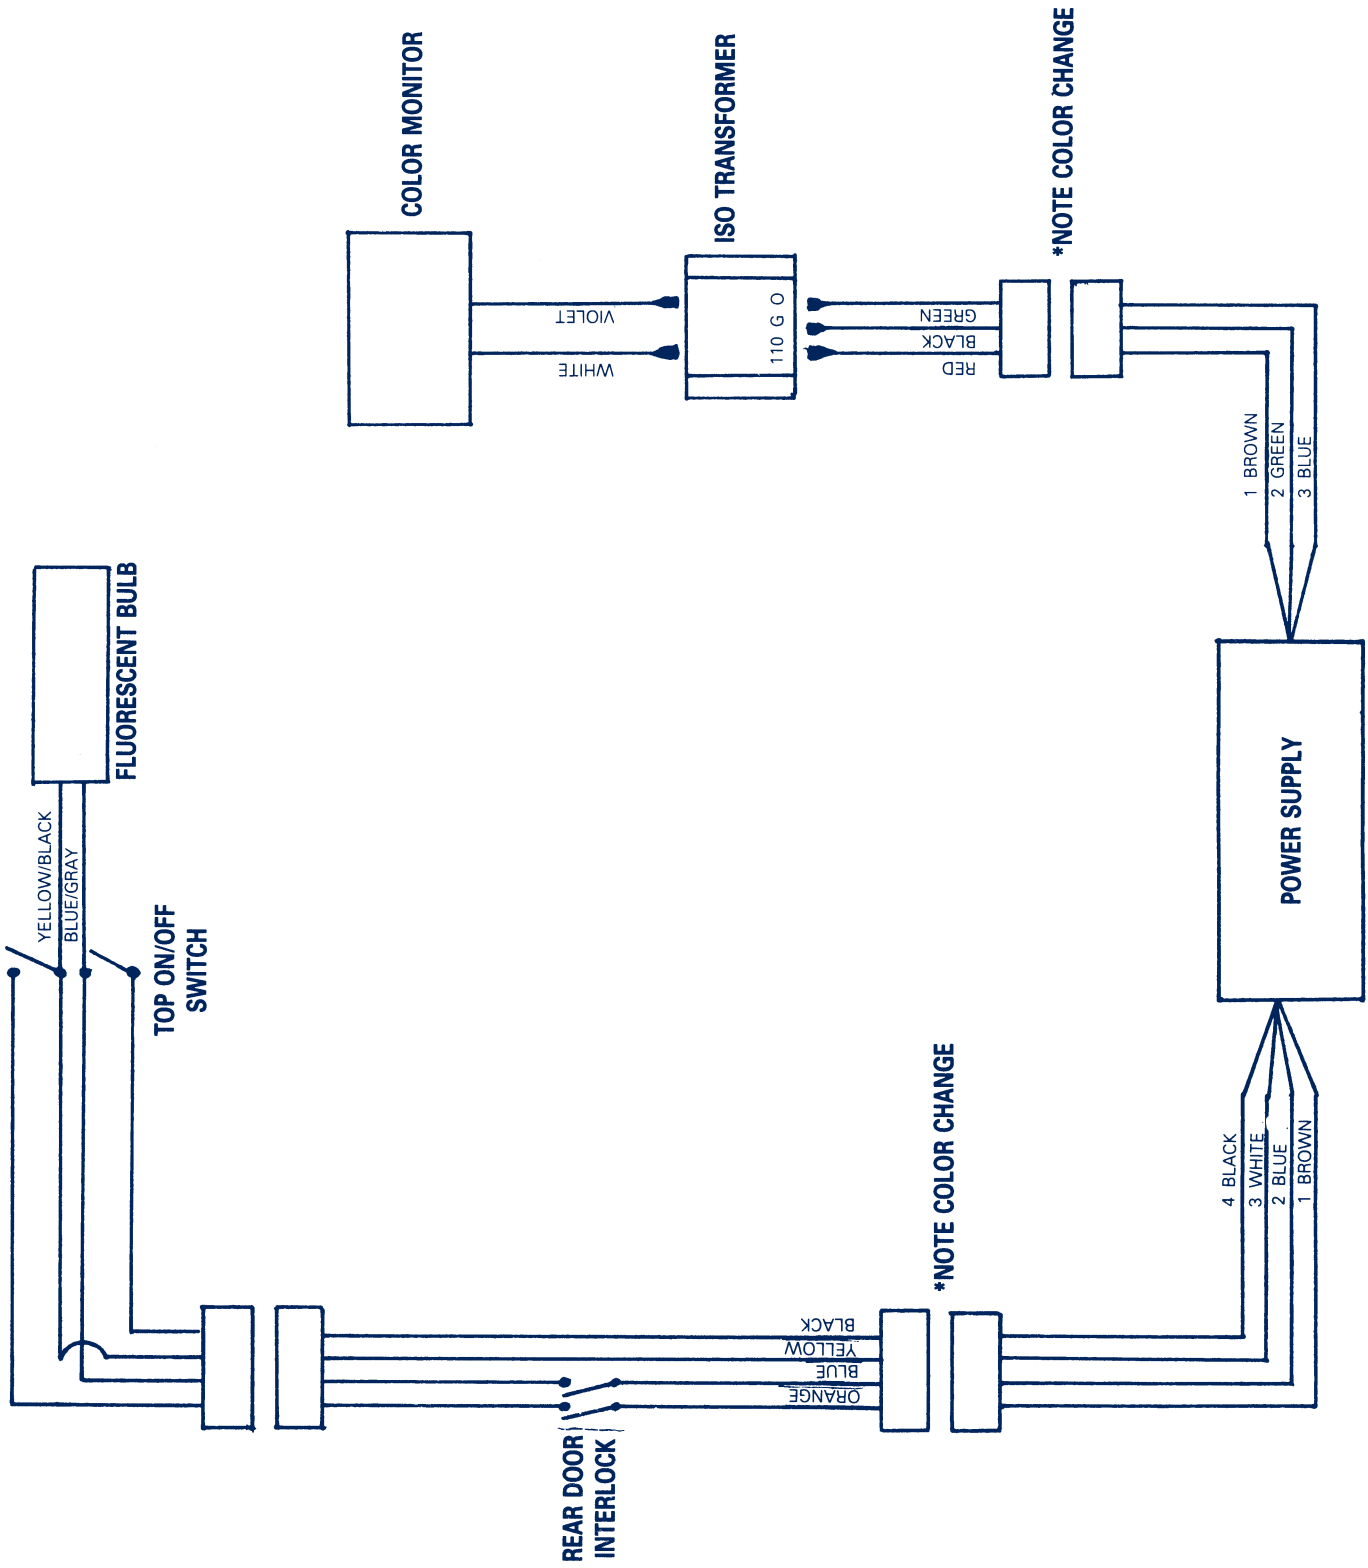 COLOR MONITOR
ISO TRANSFORMER
*NOTE COLOR CHANGE
VIOLET
WHITE
110 G O
GREEN
BLACK
RED
1 BROWN
2 GREEN
3 BLUE
FLUORESCENT BULB
YELLOW/BLACK
BLUE/GRAY
TOP ON/OFF
SWITCH
POWER SUPPLY
*NOTE COLOR CHANGE
4 BLACK
3 WHITE
2 BLUE
1 BROWN
BLACK
YELLOW
BLUE
ORANGE
REAR DOOR
INTERLOCK